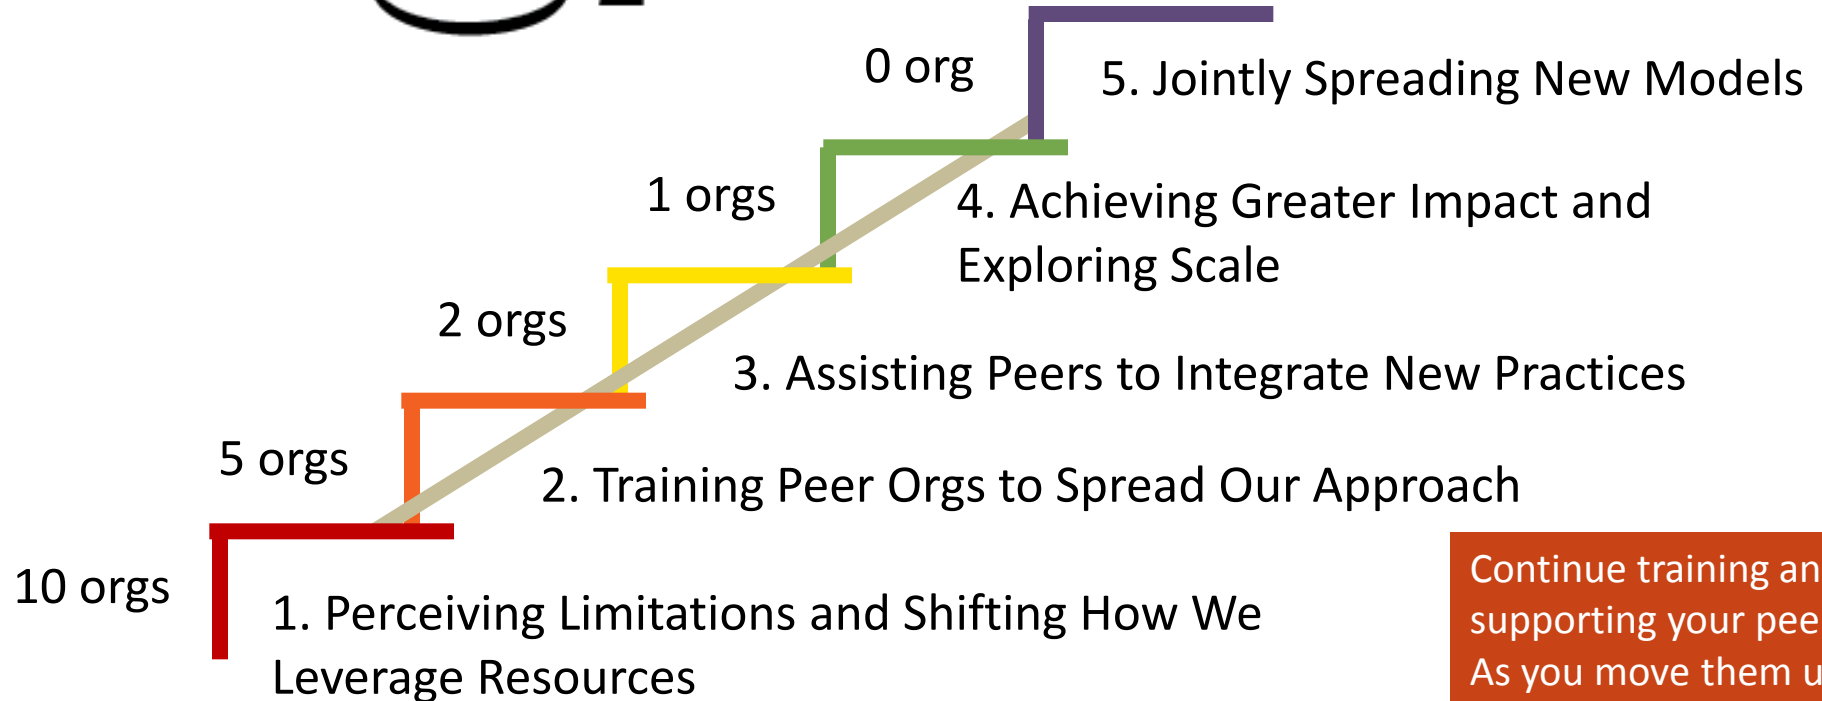 0 org
5. Jointly Spreading New Models
1 orgs
4. Achieving Greater Impact and
Exploring Scale
2 orgs
3. Assisting Peers to Integrate New Practices
5 orgs
2. Training Peer Orgs to Spread Our Approach
10 orgs
1. Perceiving Limitations and Shifting How We
Leverage Resources
Continue training an
supporting your pee
As you move them u